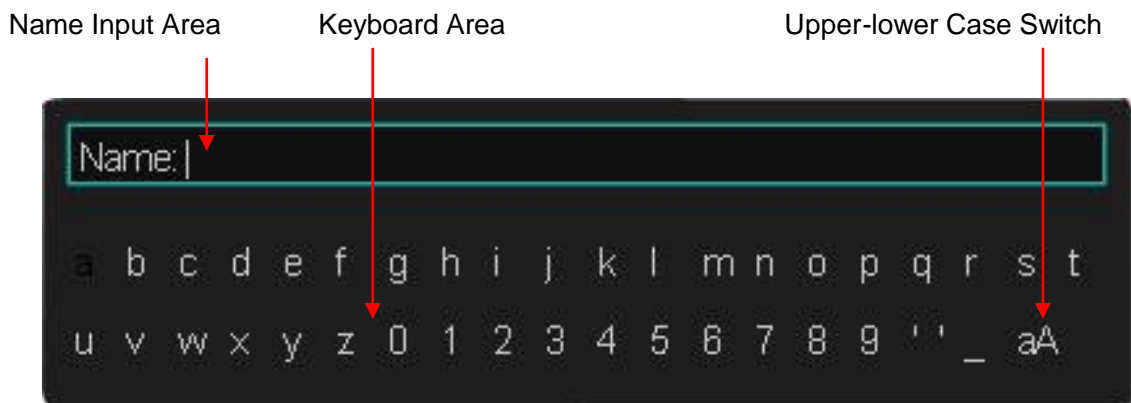 Name Input Area Keyboard Area Upper-lower Case Switch
Name:
a b c d e f g h i j k l m n o p q r s t
u v w x y z 0 1 2 3 4 5 6 7 8 9 ' ' _ aA